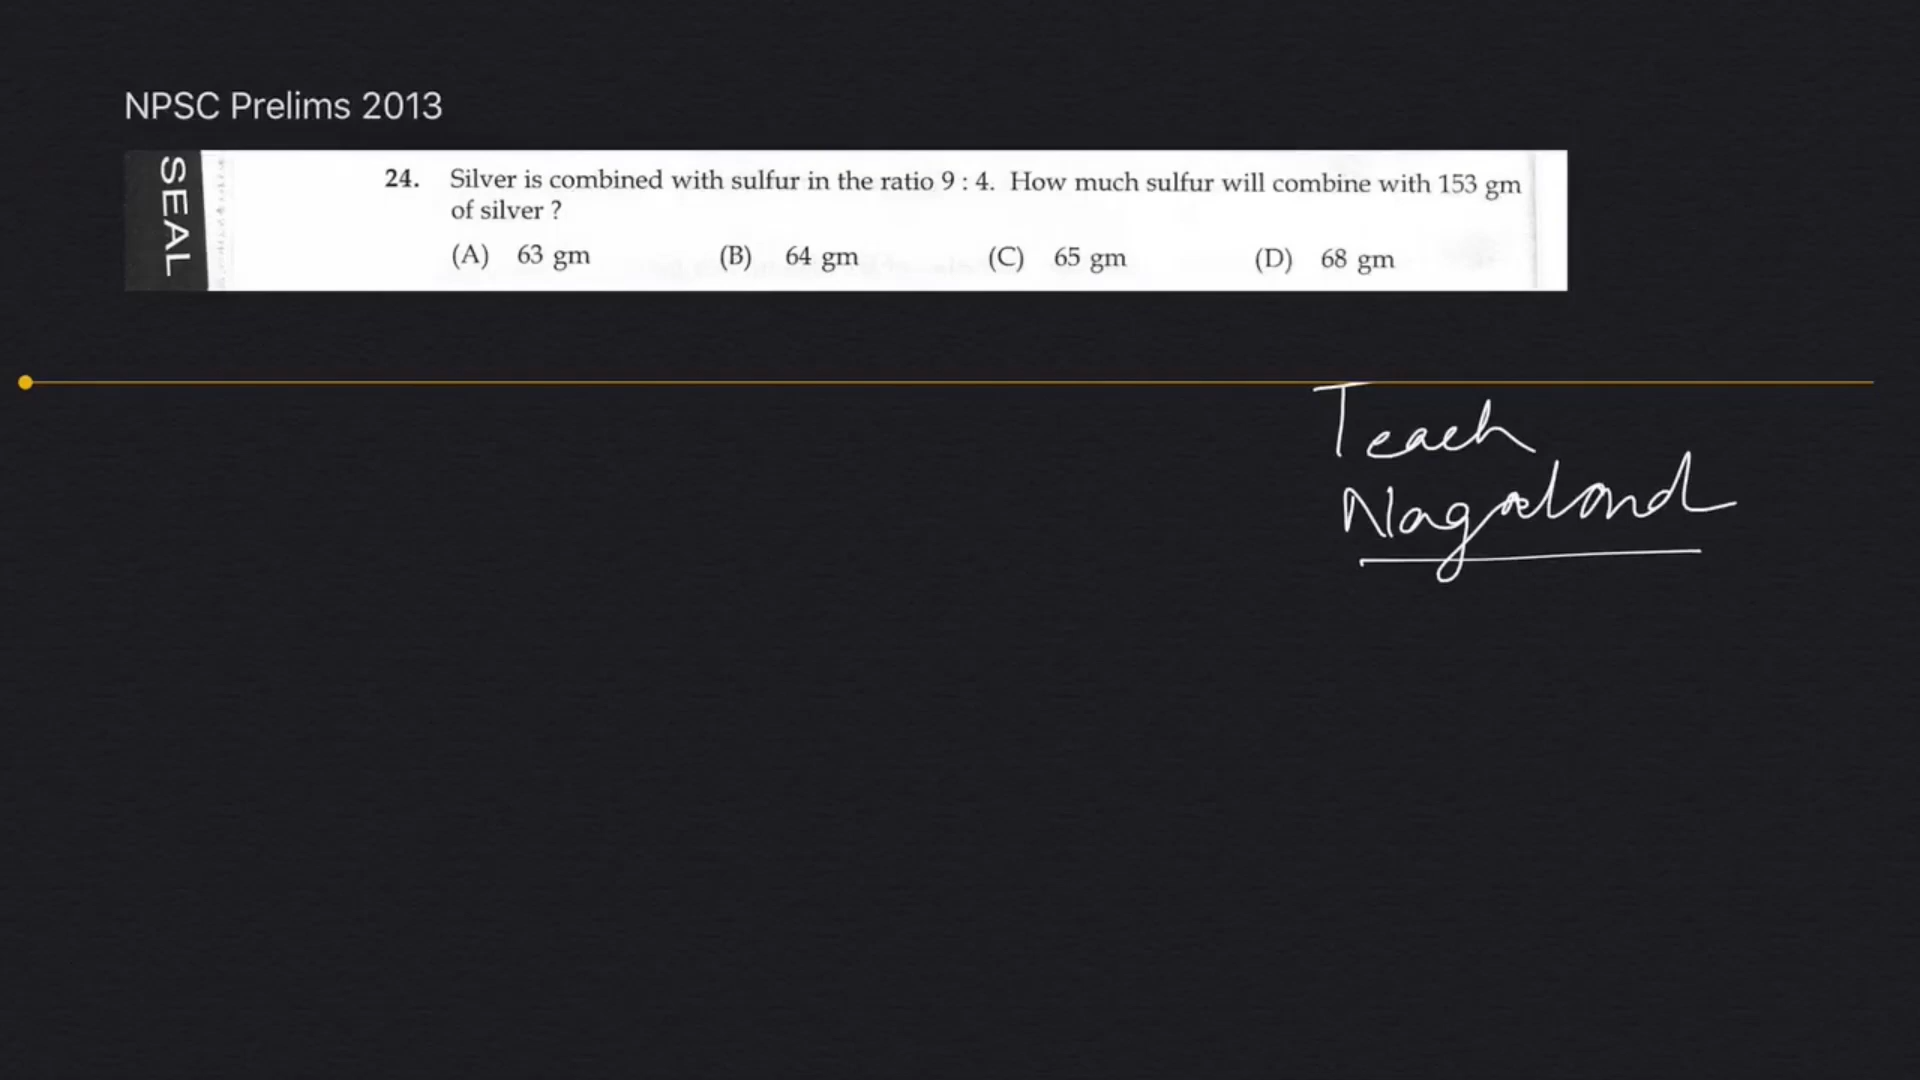 NPSC Prelims 2013
SEAL
24. Silver is combined with sulfur in the ratio 9 : 4. How much sulfur will combine with 153 gm
of silver ?
(A) 63 gm (B) 64 gm (C) 65 gm (D) 68 gm
Teach
Nagaland